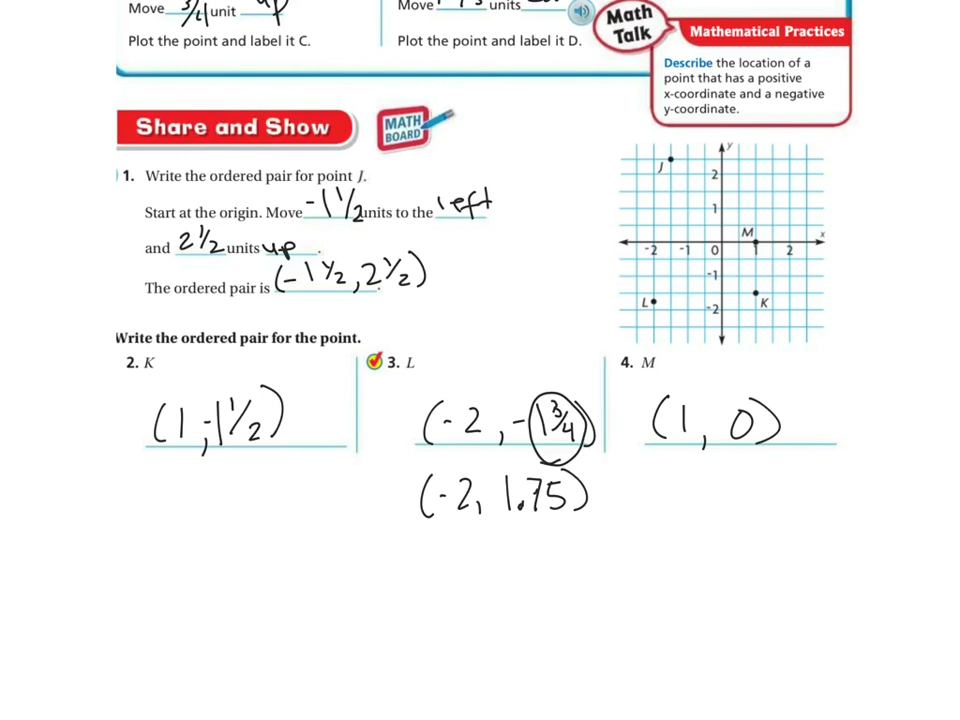 Move 3/4 unit up
Move units
Plot the point and label it C.
Plot the point and label it D.
Math Talk
Mathematical Practices
Describe the location of a
point that has a positive
x-coordinate and a negative
y-coordinate.
Share and Show
MATH
BOARD
1. Write the ordered pair for point J.
Start at the origin. Move -1 1/2 units to the left
and 2 1/2 units up.
The ordered pair is (-1 1/2, 2 1/2).
y
J
2
1
M
x
-2 -1 0 1 2
-1
L
K
-2
Write the ordered pair for the point.
2. K
3. L
4. M
(1, -1 1/2)
(-2, -1 3/4)
(1, 0)
(-2, 1.75)